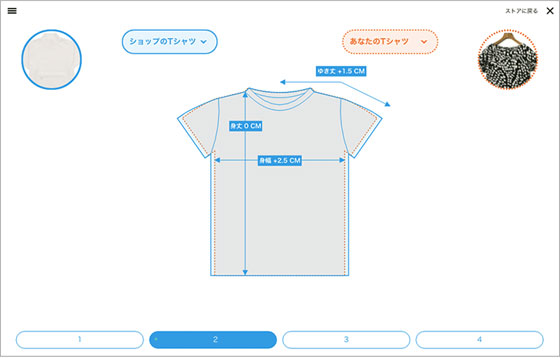 ストアに戻る
ショップのTシャツ
あなたのTシャツ
ゆき丈 +1.5 CM
身丈 0 CM
身幅 +2.5 CM
1
2
3
4